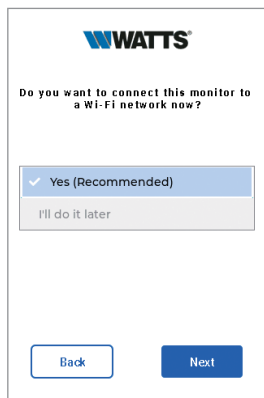 WATTS®
Do you want to connect this monitor to
a Wi-Fi network now?
Yes (Recommended)
I'll do it later
Back
Next